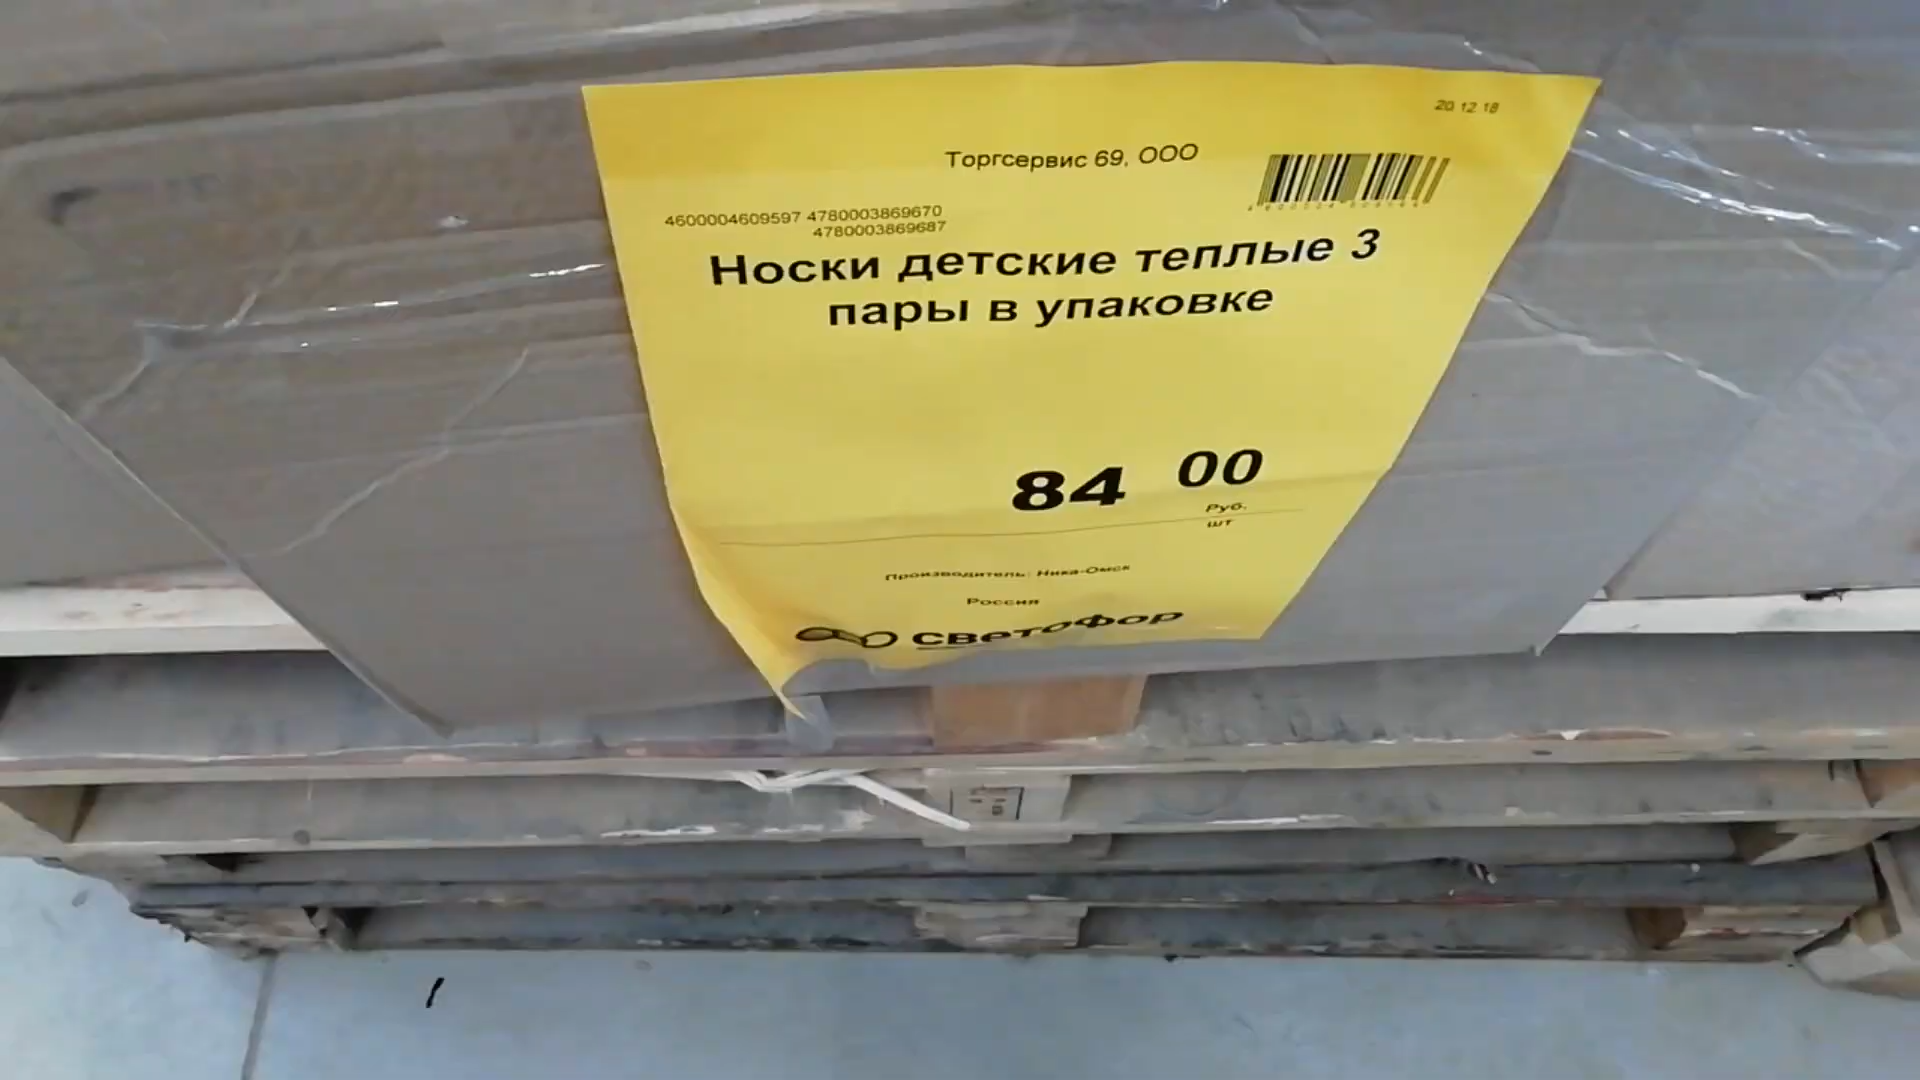 20.12.18
Торгсервис 69, ООО
4600004609597 4780003869670
4780003869687
Носки детские теплые 3
пары в упаковке
84 00
Руб.
шт
Производитель: Ника-Омск
Россия
светофор